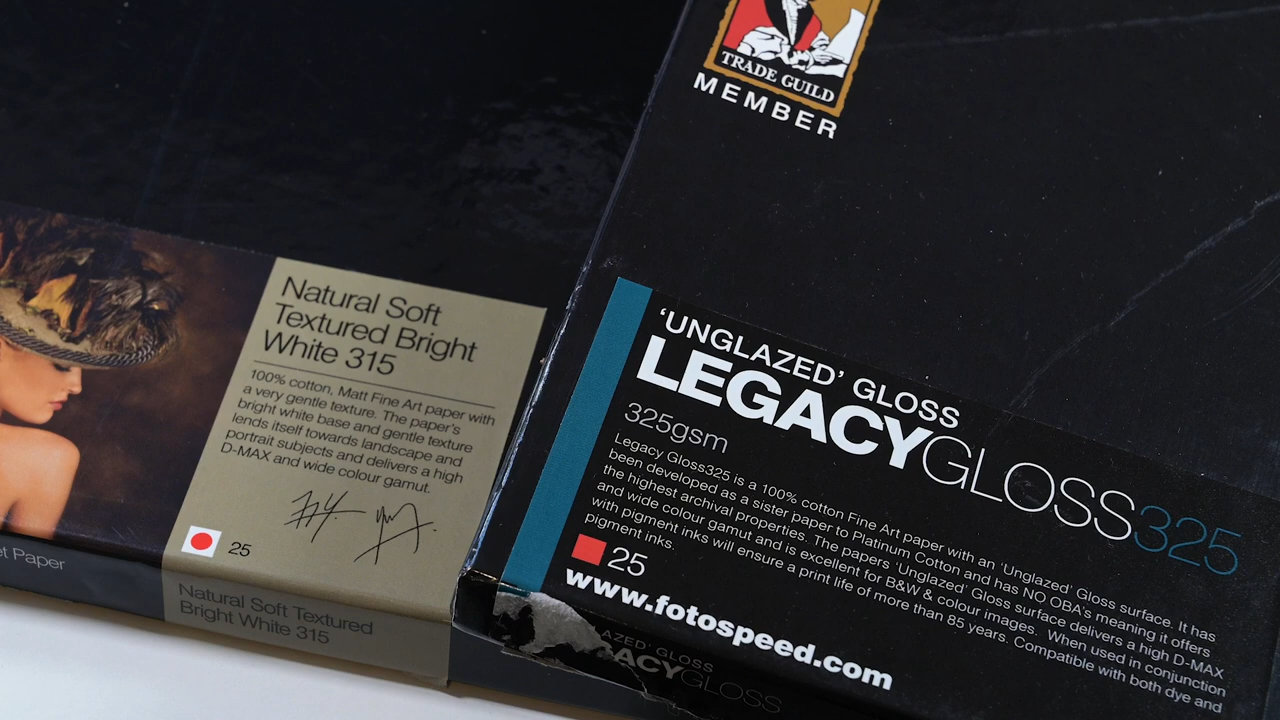 TRADE GUILD
MEMBER
Natural Soft
Textured Bright
White 315
100% cotton, Matt Fine Art paper with
a very gentle texture. The paper's
bright white base and gentle texture
lends itself towards landscape and
portrait subjects and delivers a high
D-MAX and wide colour gamut.
25
et Paper
Natural Soft Textured
Bright White 315
'UNGLAZED' GLOSS
LEGACYGLOSS325
325gsm
Legacy Gloss325 is a 100% cotton Fine Art paper with an 'Unglazed' Gloss surface. It has
been developed as a sister paper to Platinum Cotton and has NO OBA's meaning it offers
the highest archival properties. The papers 'Unglazed' Gloss surface delivers a high D-MAX
and wide colour gamut and is excellent for B&W & colour images. When used in conjunction
with pigment inks will ensure a print life of more than 85 years. Compatible with both dye and
pigment inks.
25
www.fotospeed.com
AZED' GLOSS
GACYGLOSS